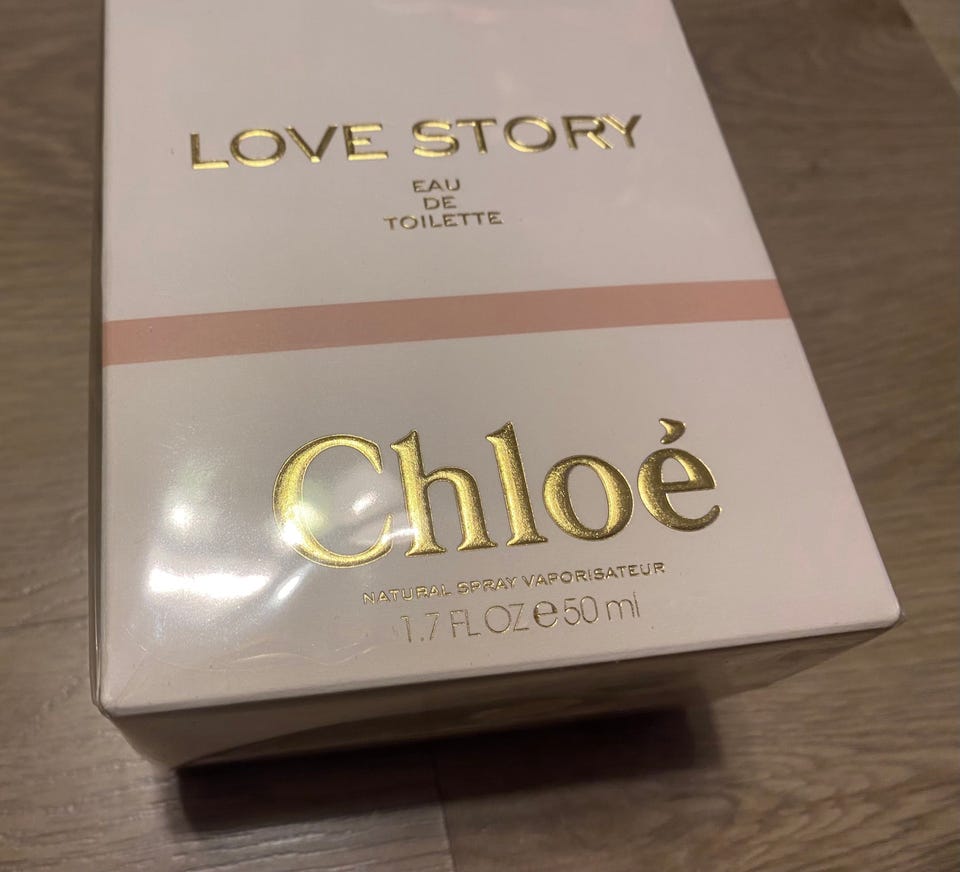 LOVE STORY
EAU
DE
TOILETTE
Chloé
NATURAL SPRAY VAPORISATEUR
1.7 FL OZ e 50 ml